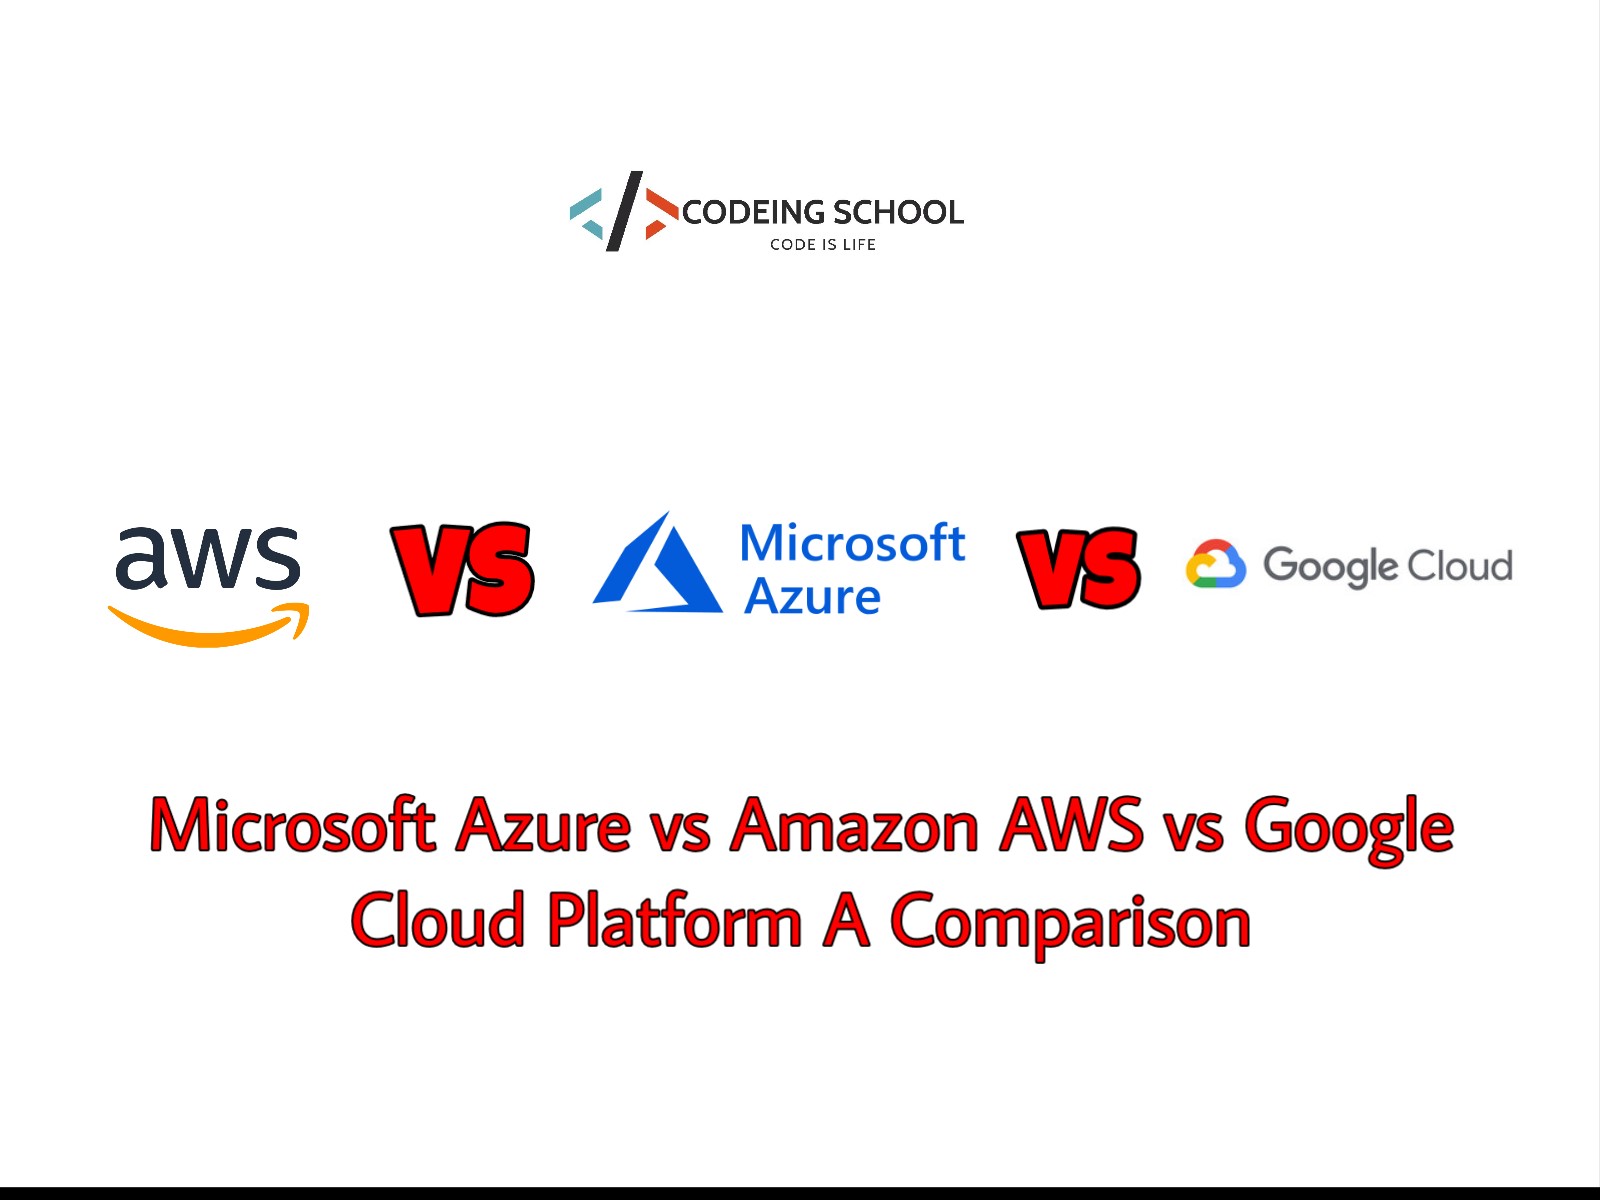 CODEING SCHOOL
CODE IS LIFE
aws VS Microsoft Azure VS Google Cloud
Microsoft Azure vs Amazon AWS vs Google
Cloud Platform A Comparison